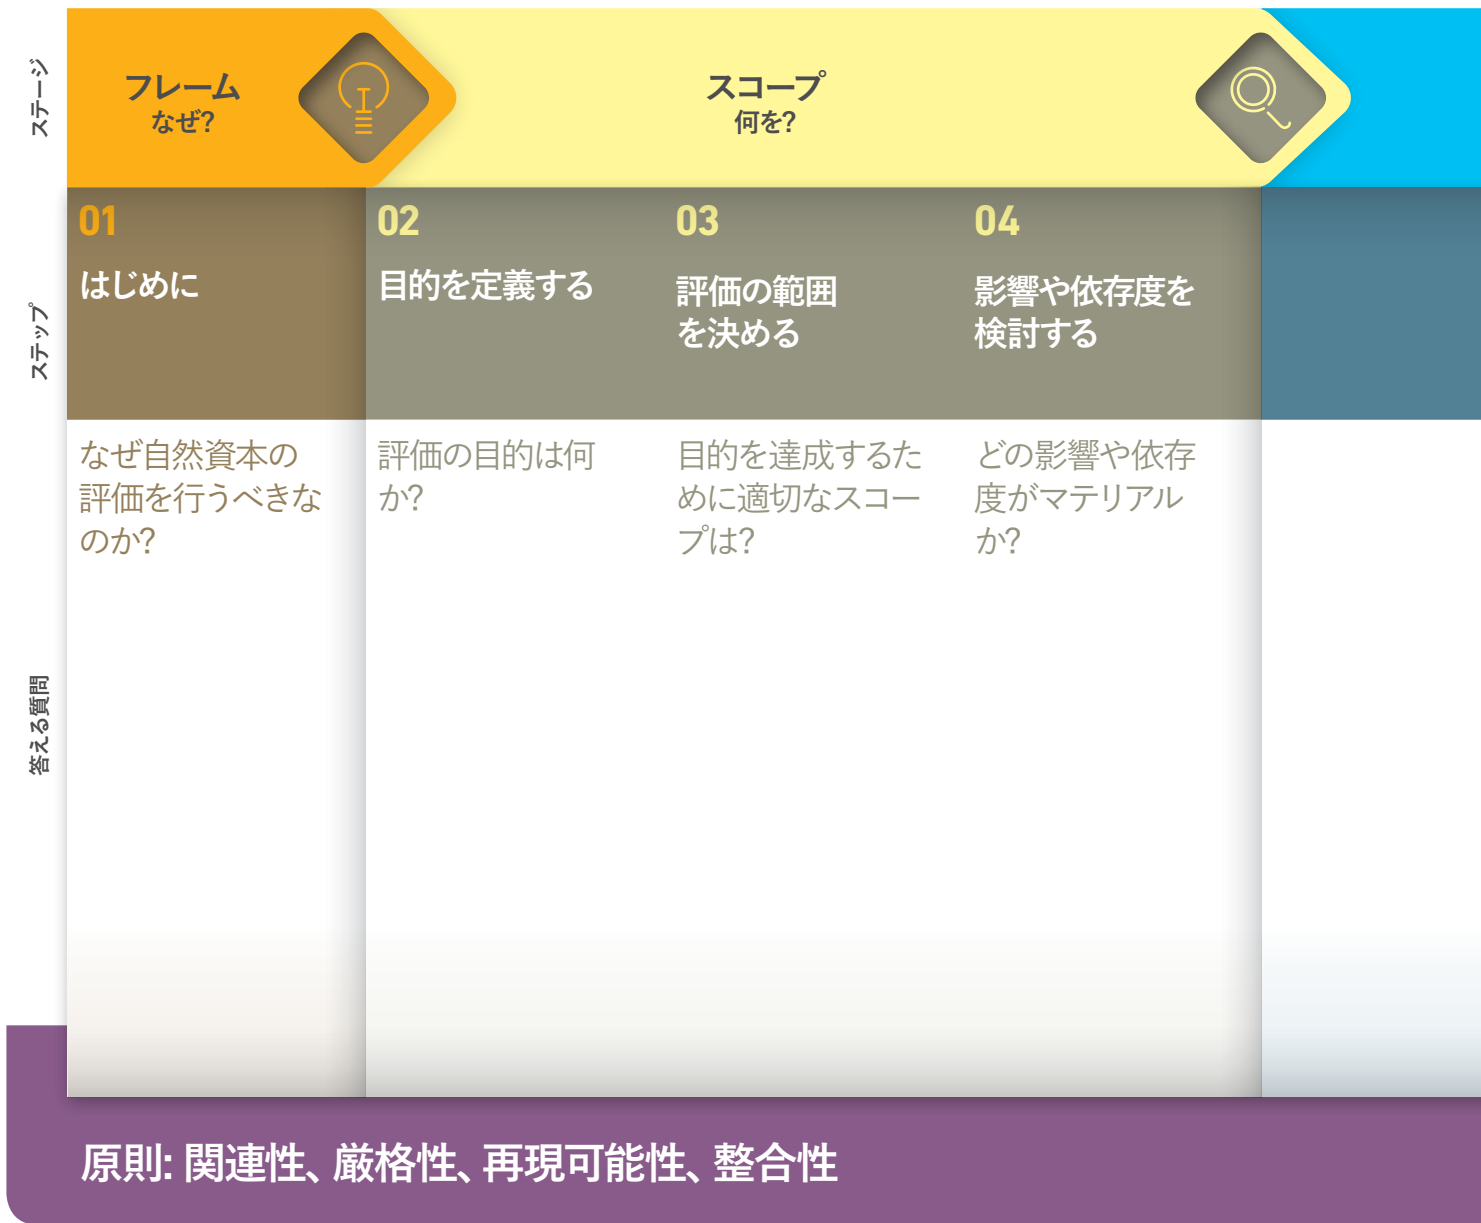 ステージ
フレーム
なぜ?
スコープ
何を?
ステップ
01
はじめに
02
目的を定義する
03
評価の範囲
を決める
04
影響や依存度を
検討する
答える質問
なぜ自然資本の
評価を行うべきな
のか?
評価の目的は何
か?
目的を達成するた
めに適切なスコー
プは?
どの影響や依存
度がマテリアル
か?
原則: 関連性、厳格性、再現可能性、整合性